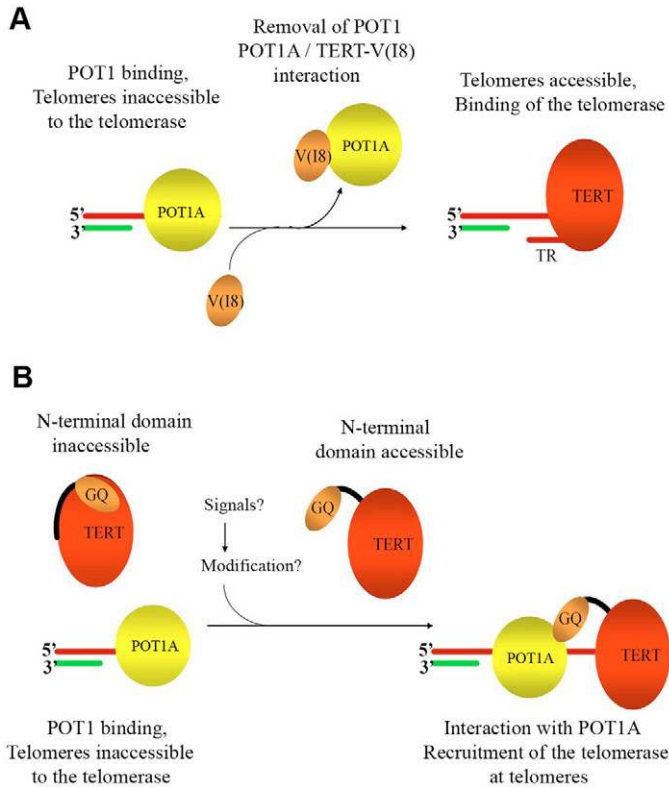 A
POT1 binding,
Telomeres inaccessible
to the telomerase
Removal of POT1
POT1A / TERT-V(I8)
interaction
Telomeres accessible,
Binding of the telomerase
V(I8)
POT1A
5'
3'
POT1A
TERT
5'
3'
TR
V(I8)
B
N-terminal domain
inaccessible
N-terminal
domain accessible
GQ
TERT
Signals?
Modification?
GQ
TERT
5'
3'
POT1A
5'
3'
POT1A
GQ
TERT
POT1 binding,
Telomeres inaccessible
to the telomerase
Interaction with POT1A
Recruitment of the telomerase
at telomeres